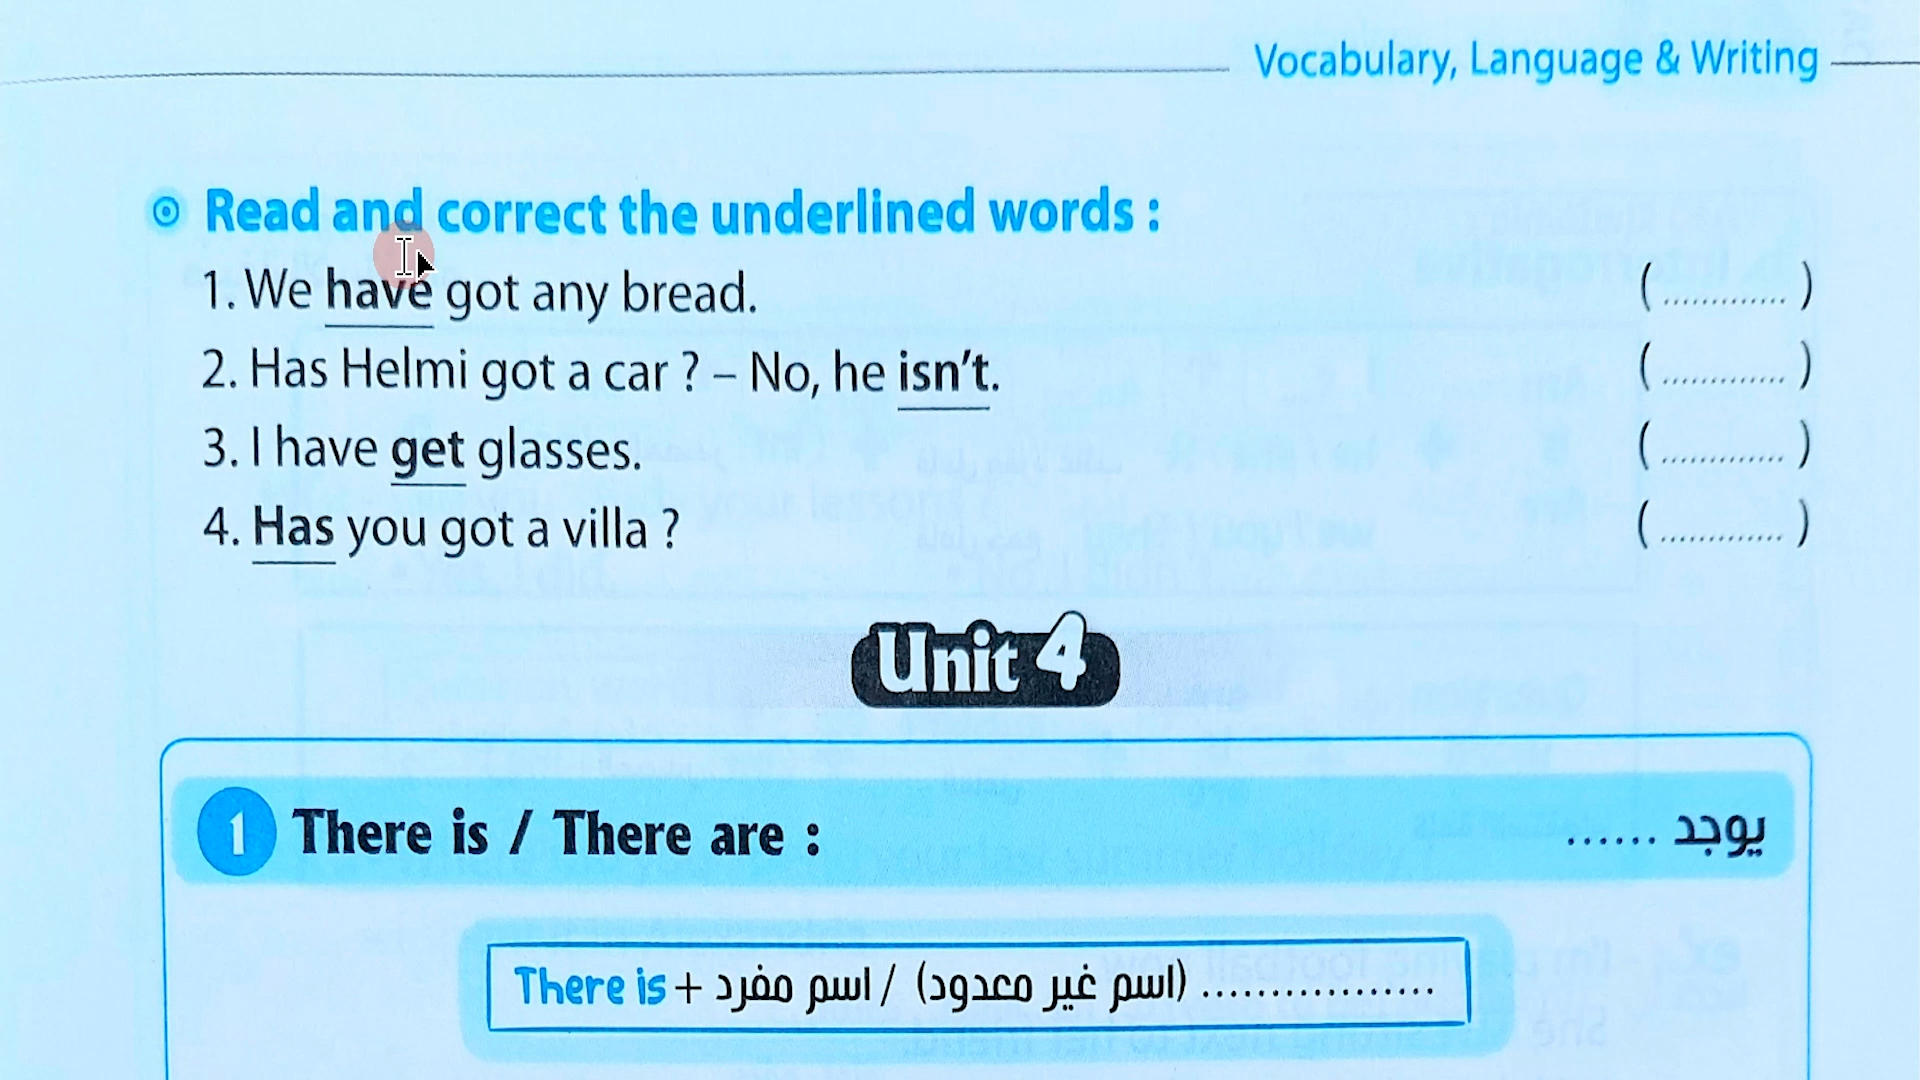 Vocabulary, Language & Writing
Read and correct the underlined words :
1. We have got any bread. (.............)
2. Has Helmi got a car ? – No, he isn't. (.............)
3. I have get glasses. (.............)
4. Has you got a villa ? (.............)
Unit 4
1 There is / There are : يوجد ......
There is + اسم مفرد / (اسم غير معدود) .................